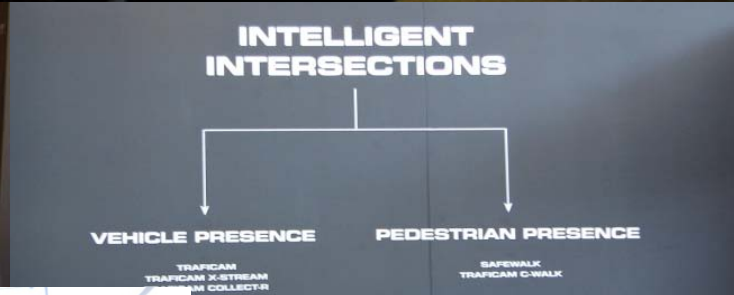 INTELLIGENT
INTERSECTIONS
VEHICLE PRESENCE
PEDESTRIAN PRESENCE
TRAFICAM
TRAFICAM X-STREAM
COLLECT-R
SAFEWALK
TRAFICAM C-WALK